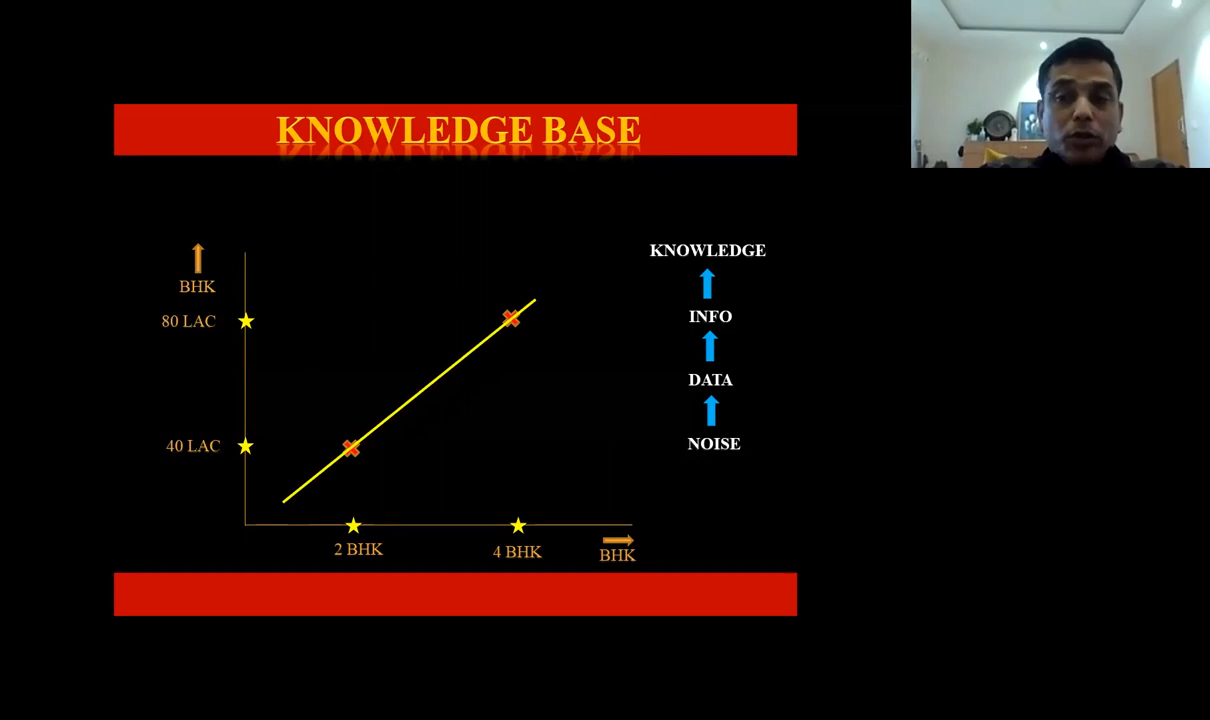 KNOWLEDGE BASE
BHK
80 LAC
40 LAC
2 BHK
4 BHK
BHK
KNOWLEDGE
INFO
DATA
NOISE